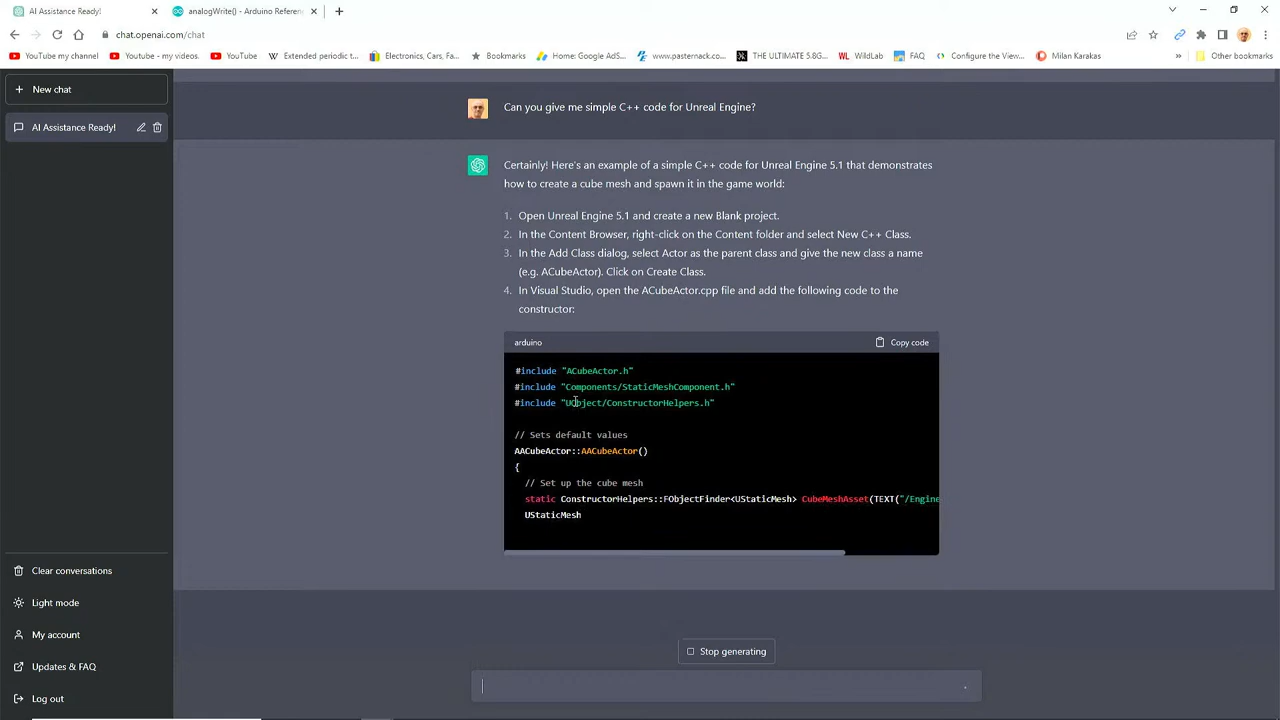 AI Assistance Ready!
analogWrite() - Arduino Referenc
chat.openai.com/chat
YouTube my channel
Youtube - my videos.
YouTube
Extended periodic t...
Electronics, Cars, Fa...
Bookmarks
Home: Google AdS...
www.pasternack.co...
THE ULTIMATE 5.8G...
WL WildLab
FAQ
Configure the View...
Milan Karakas
»
Other bookmarks
New chat
AI Assistance Ready!
Can you give me simple C++ code for Unreal Engine?
Certainly! Here's an example of a simple C++ code for Unreal Engine 5.1 that demonstrates
how to create a cube mesh and spawn it in the game world:
1. Open Unreal Engine 5.1 and create a new Blank project.
2. In the Content Browser, right-click on the Content folder and select New C++ Class.
3. In the Add Class dialog, select Actor as the parent class and give the new class a name
(e.g. ACubeActor). Click on Create Class.
4. In Visual Studio, open the ACubeActor.cpp file and add the following code to the
constructor:
arduino
Copy code
#include "ACubeActor.h"
#include "Components/StaticMeshComponent.h"
#include "UObject/ConstructorHelpers.h"
// Sets default values
AACubeActor::AACubeActor()
{
// Set up the cube mesh
static ConstructorHelpers::FObjectFinder<UStaticMesh> CubeMeshAsset(TEXT("/Engine
UStaticMesh
Clear conversations
Light mode
My account
Updates & FAQ
Log out
Stop generating